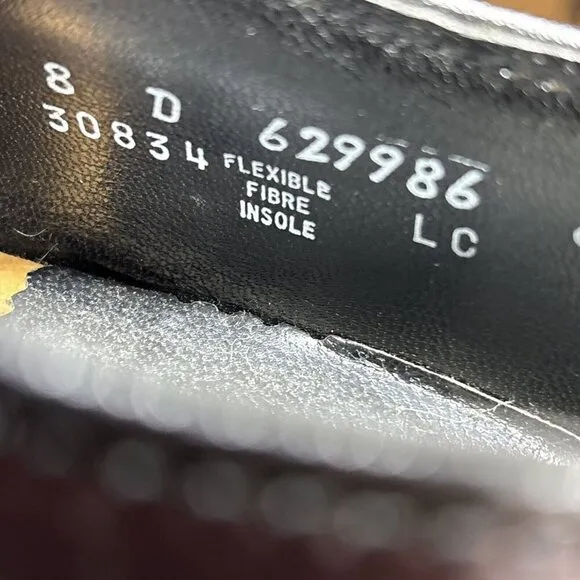 8 D 629986
30834 FLEXIBLE
FIBRE
INSOLE
LC